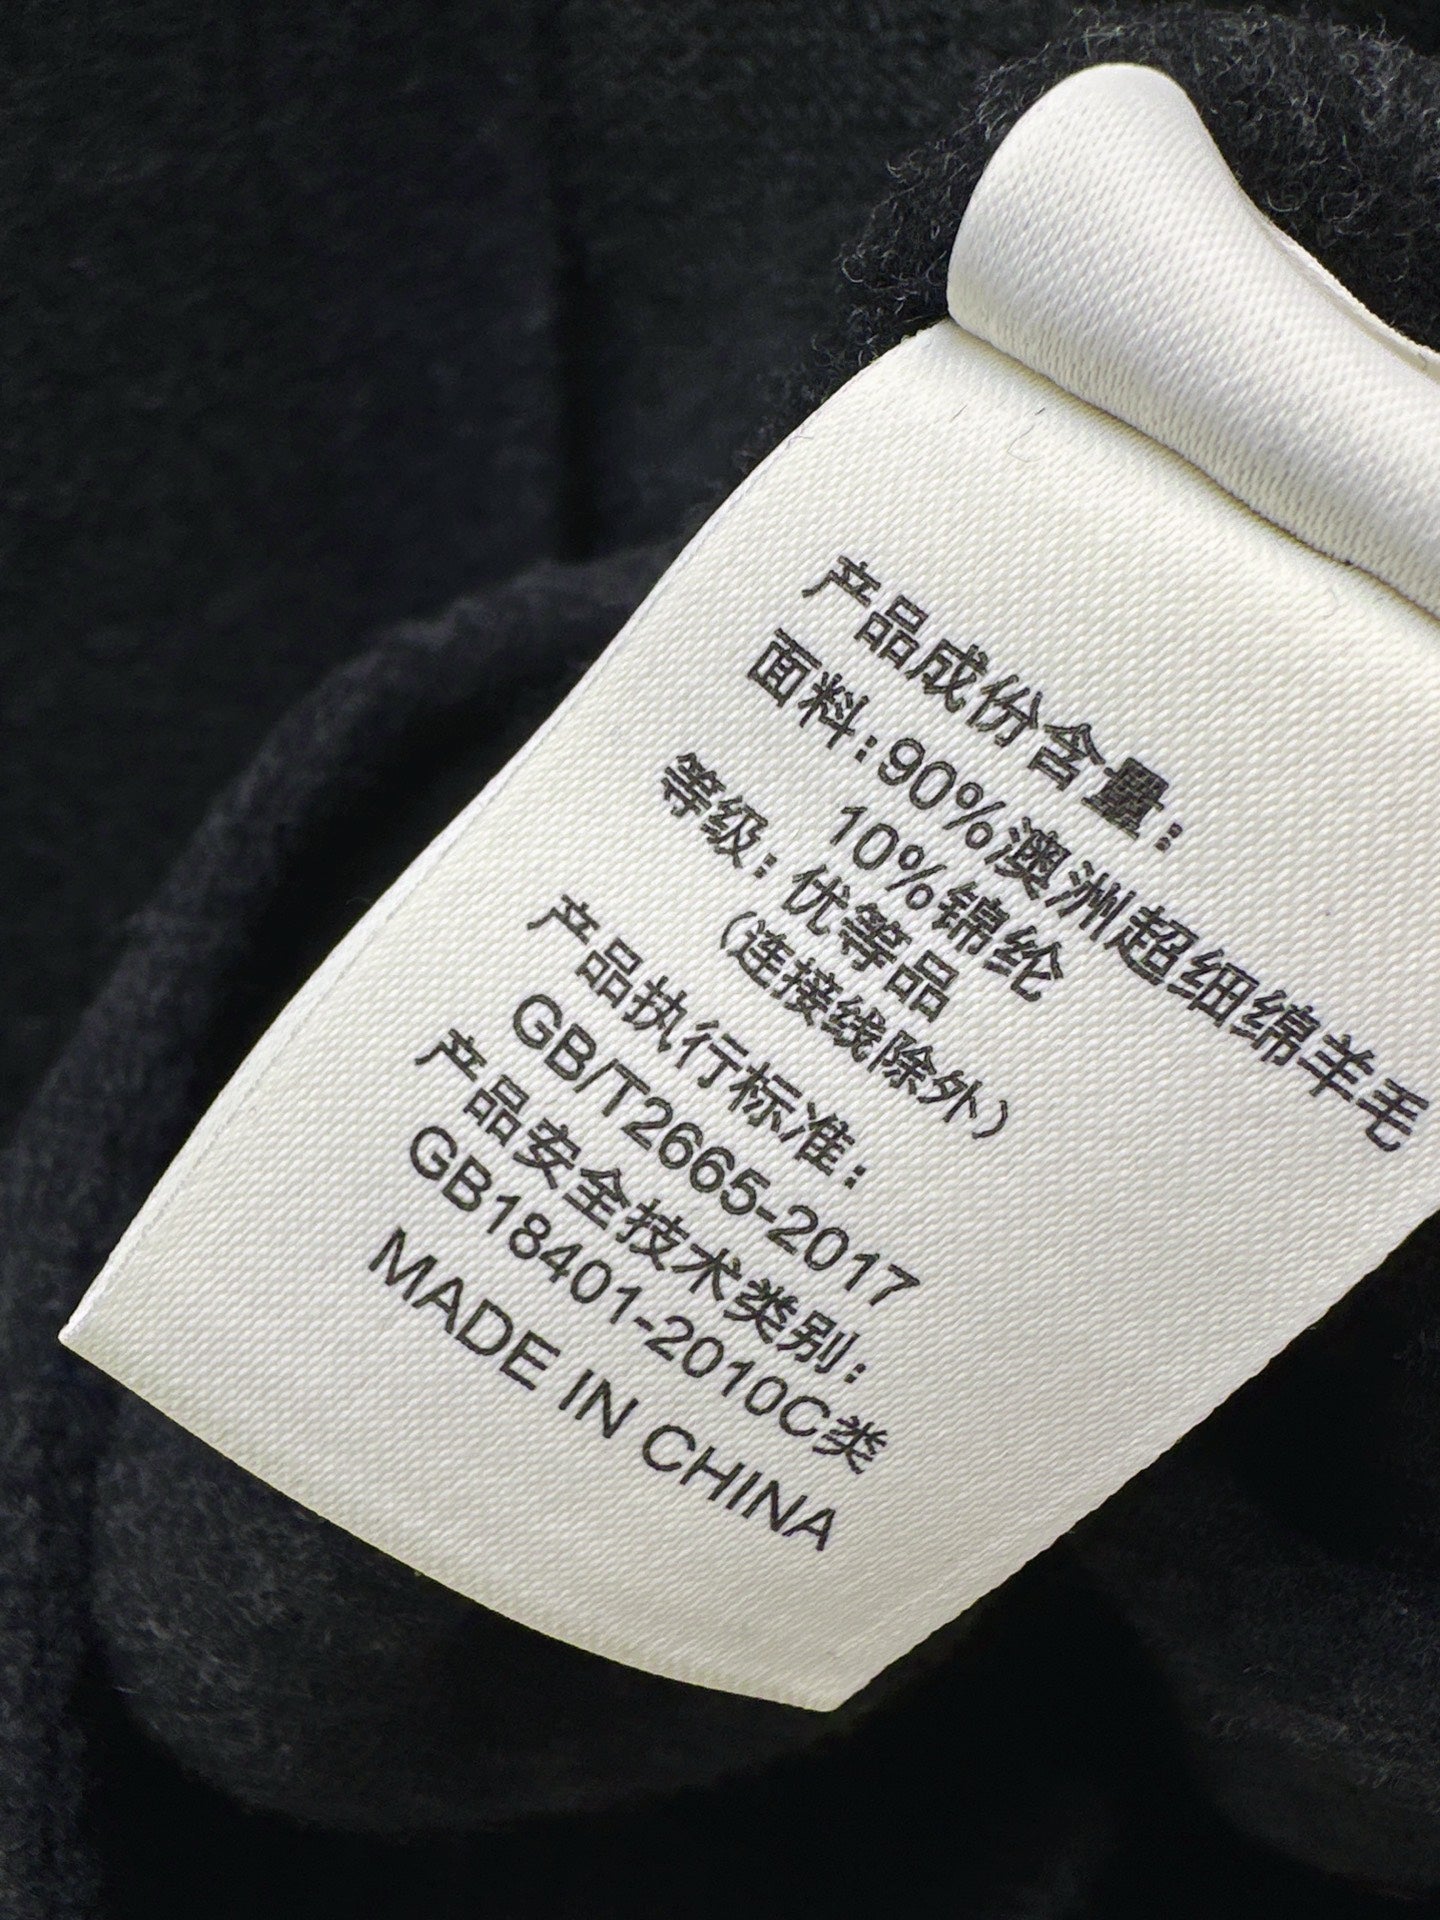 产品成份含量：
面料：90%澳洲超细绵羊毛
10%锦纶
等级：优等品
（连接线除外）
产品执行标准：
GB/T2665-2017
产品安全技术类别：
GB18401-2010C类
MADE IN CHINA